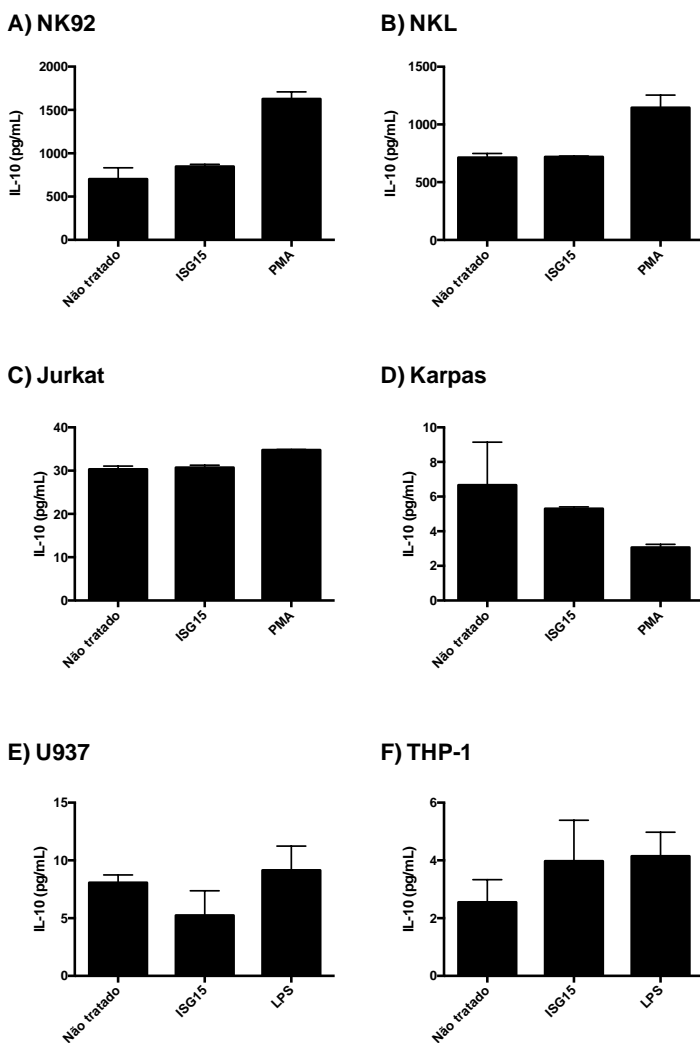 A) NK92
IL-10 (pg/mL)
2000
1500
1000
500
0
Não tratado
ISG15
PMA
B) NKL
IL-10 (pg/mL)
1500
1000
500
0
Não tratado
ISG15
PMA
C) Jurkat
IL-10 (pg/mL)
40
30
20
10
0
Não tratado
ISG15
PMA
D) Karpas
IL-10 (pg/mL)
10
8
6
4
2
0
Não tratado
ISG15
PMA
E) U937
IL-10 (pg/mL)
15
10
5
0
Não tratado
ISG15
LPS
F) THP-1
IL-10 (pg/mL)
6
4
2
0
Não tratado
ISG15
LPS